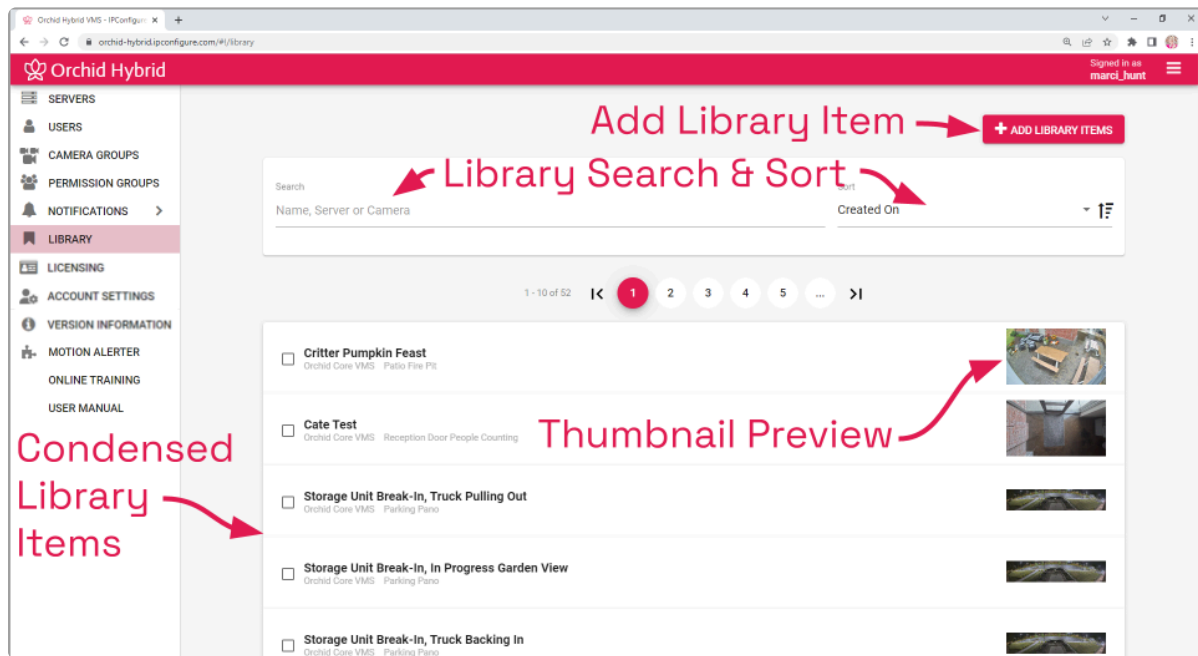 Orchid Hybrid VMS - IPConfigure
orchid-hybrid.ipconfigure.com/#!/library
Orchid Hybrid
Signed in as
marci_hunt
SERVERS
USERS
CAMERA GROUPS
PERMISSION GROUPS
NOTIFICATIONS
LIBRARY
LICENSING
ACCOUNT SETTINGS
VERSION INFORMATION
MOTION ALERTER
ONLINE TRAINING
USER MANUAL
Add Library Item
+ ADD LIBRARY ITEMS
Library Search & Sort
Search
Name, Server or Camera
Sort
Created On
1 - 10 of 52
1 2 3 4 5 ...
Critter Pumpkin Feast
Orchid Core VMS Patio Fire Pit
Cate Test
Orchid Core VMS Reception Door People Counting
Thumbnail Preview
Condensed
Library
Items
Storage Unit Break-In, Truck Pulling Out
Orchid Core VMS Parking Pano
Storage Unit Break-In, In Progress Garden View
Orchid Core VMS Parking Pano
Storage Unit Break-In, Truck Backing In
Orchid Core VMS Parking Pano